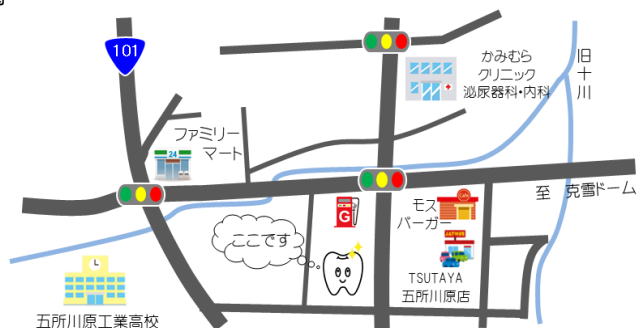 101
かみむら
クリニック
泌尿器科・内科
旧十川
ファミリー
マート
24
至 克雪ドーム
G
モス
バーガー
ここです
TSUTAYA
五所川原店
五所川原工業高校